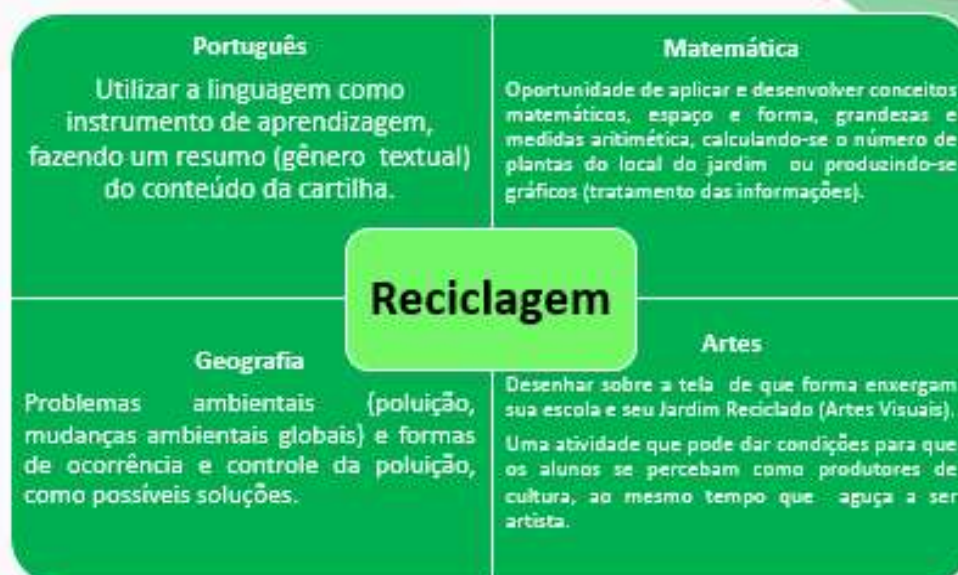 Português
Utilizar a linguagem como
instrumento de aprendizagem,
fazendo um resumo (gênero textual)
do conteúdo da cartilha.
Matemática
Oportunidade de aplicar e desenvolver conceitos
matemáticos, espaço e forma, grandezas e
medidas aritimética, calculando-se o número de
plantas do local do jardim ou produzindo-se
gráficos (tratamento das informações).
Reciclagem
Geografia
Problemas ambientais (poluição,
mudanças ambientais globais) e formas
de ocorrência e controle da poluição,
como possíveis soluções.
Artes
Desenhar sobre a tela de que forma enxergam
sua escola e seu Jardim Reciclado (Artes Visuais).
Uma atividade que pode dar condições para que
os alunos se percebam como produtores de
cultura, ao mesmo tempo que aguça a ser
artista.